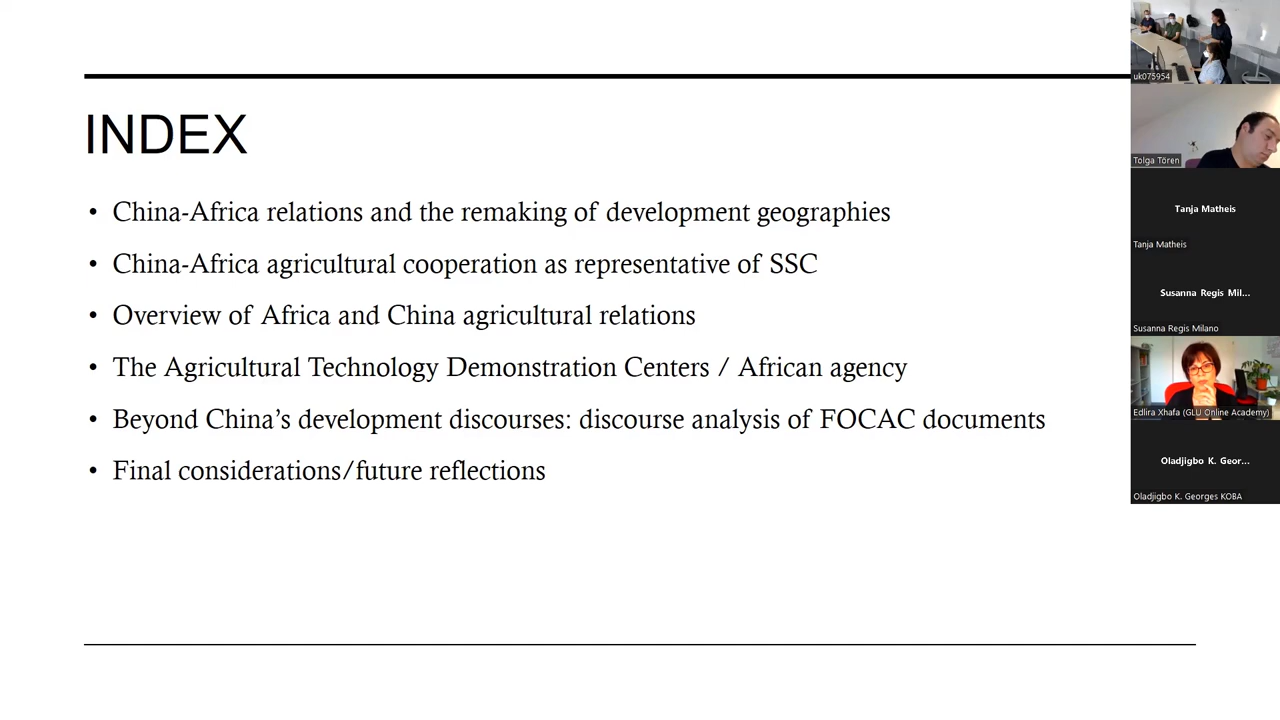 INDEX
• China-Africa relations and the remaking of development geographies
• China-Africa agricultural cooperation as representative of SSC
• Overview of Africa and China agricultural relations
• The Agricultural Technology Demonstration Centers / African agency
• Beyond China’s development discourses: discourse analysis of FOCAC documents
• Final considerations/future reflections
uk075954
Tolga Tören
Tanja Matheis
Tanja Matheis
Susanna Regis Mil...
Susanna Regis Milano
Edlira Xhafa (GLU Online Academy)
Oladjigbo K. Geor...
Oladjigbo K. Georges KOBA